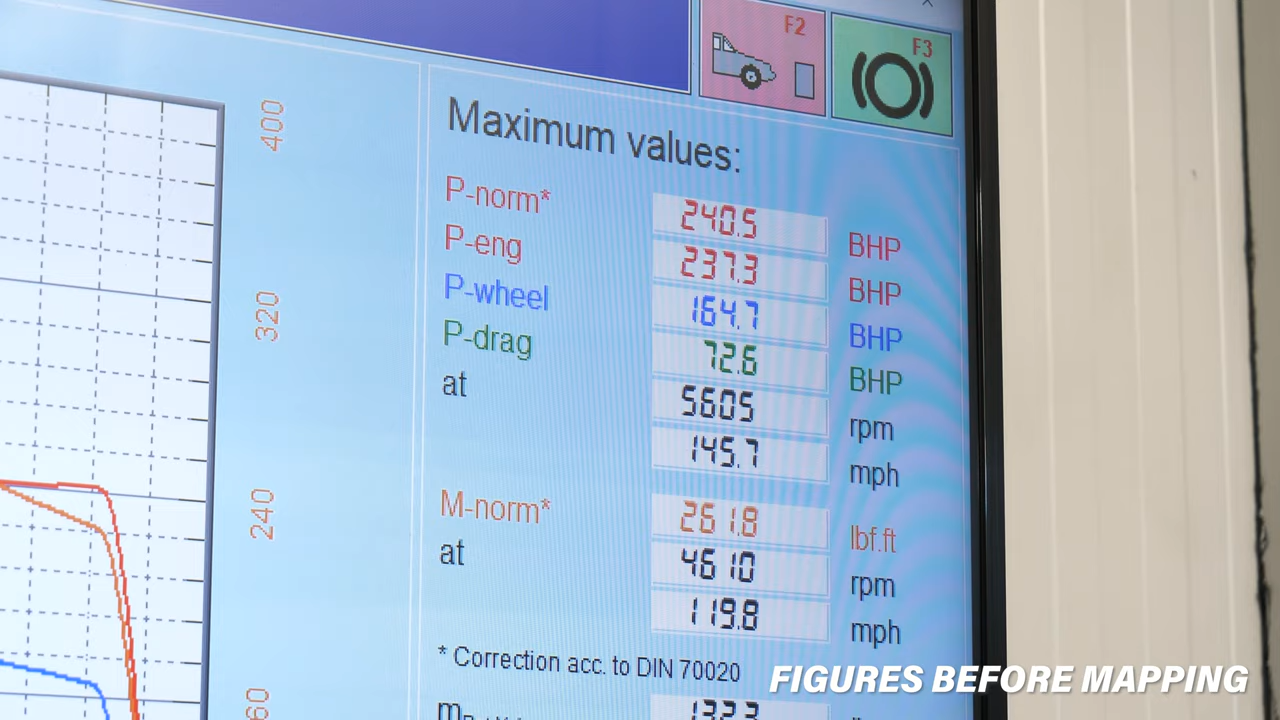 F2
F3
400
320
240
60
Maximum values:
P-norm* 240.5 BHP
P-eng 237.3 BHP
P-wheel 164.7 BHP
P-drag 72.6 BHP
at 5605 rpm
145.7 mph
M-norm* 261.8 lbf.ft
at 4610 rpm
119.8 mph
* Correction acc. to DIN 70020
132.3
FIGURES BEFORE MAPPING